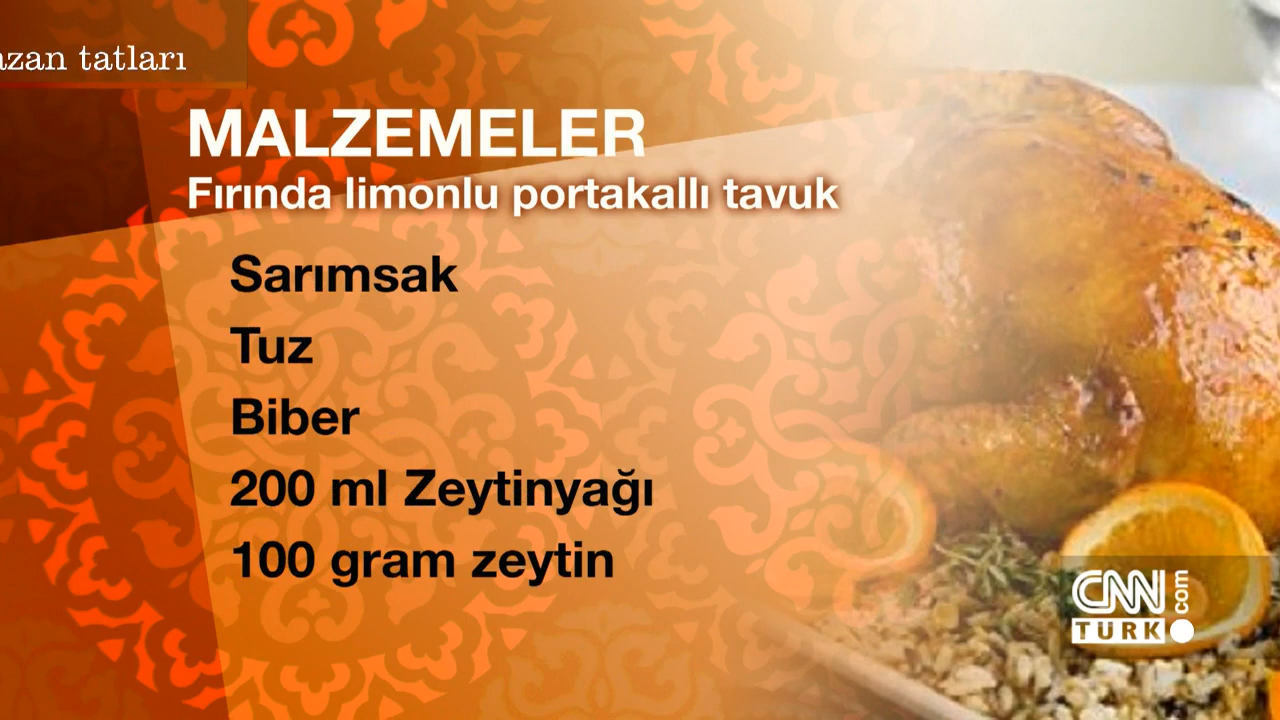 azan tatları
MALZEMELER
Fırında limonlu portakallı tavuk
Sarımsak
Tuz
Biber
200 ml Zeytinyağı
100 gram zeytin
CNN
TURK
.com